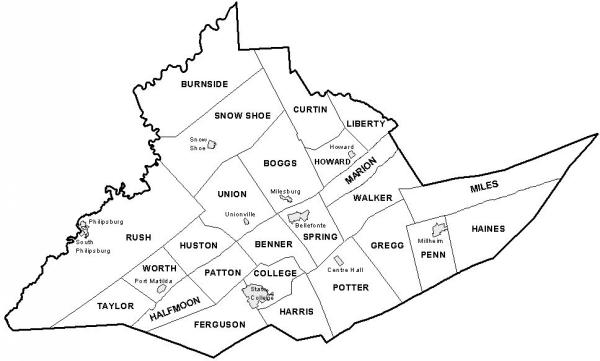 BURNSIDE
SNOW SHOE
CURTIN
LIBERTY
Snow
Shoe
Howard
BOGGS
HOWARD
MARION
MILES
UNION
Milesburg
WALKER
Unionville
Bellefonte
Philipsburg
South
Philipsburg
RUSH
HUSTON
BENNER
SPRING
GREGG
Millheim
HAINES
PENN
WORTH
Port Matilda
PATTON
COLLEGE
Centre Hall
POTTER
State
College
TAYLOR
HALFMOON
FERGUSON
HARRIS